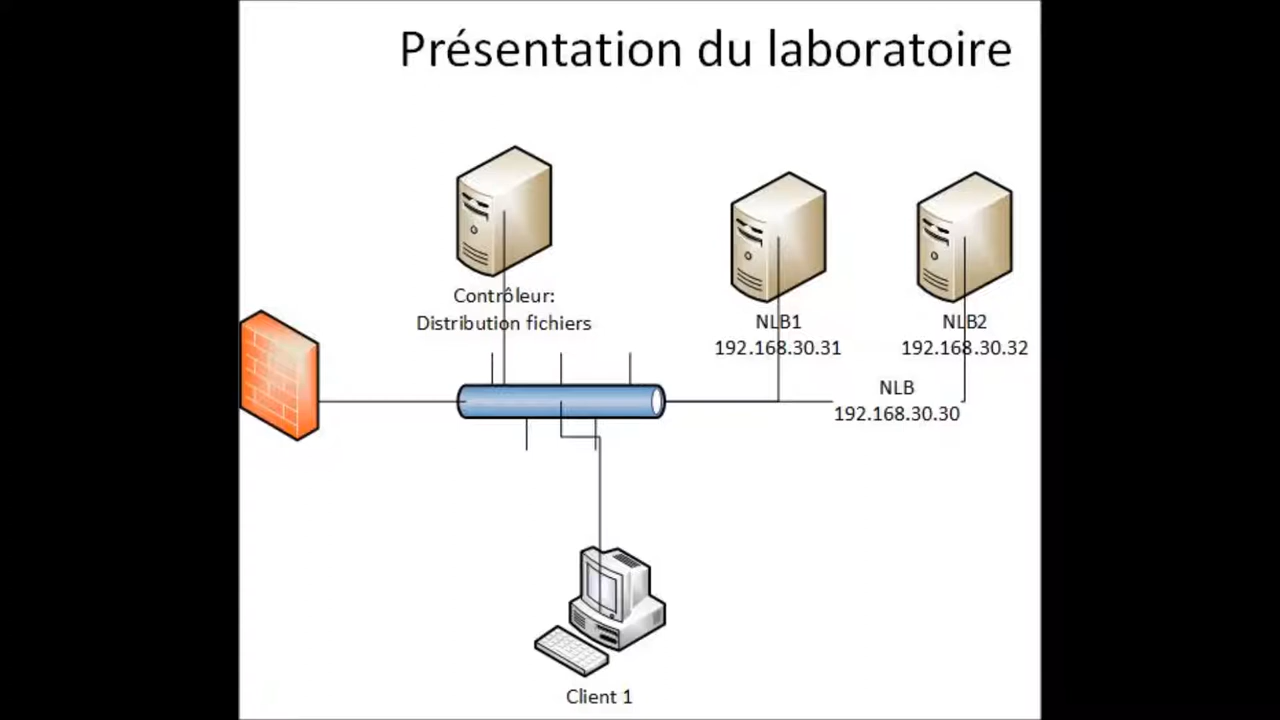 Présentation du laboratoire
Contrôleur:
Distribution fichiers
NLB1
192.168.30.31
NLB2
192.168.30.32
NLB
192.168.30.30
Client 1